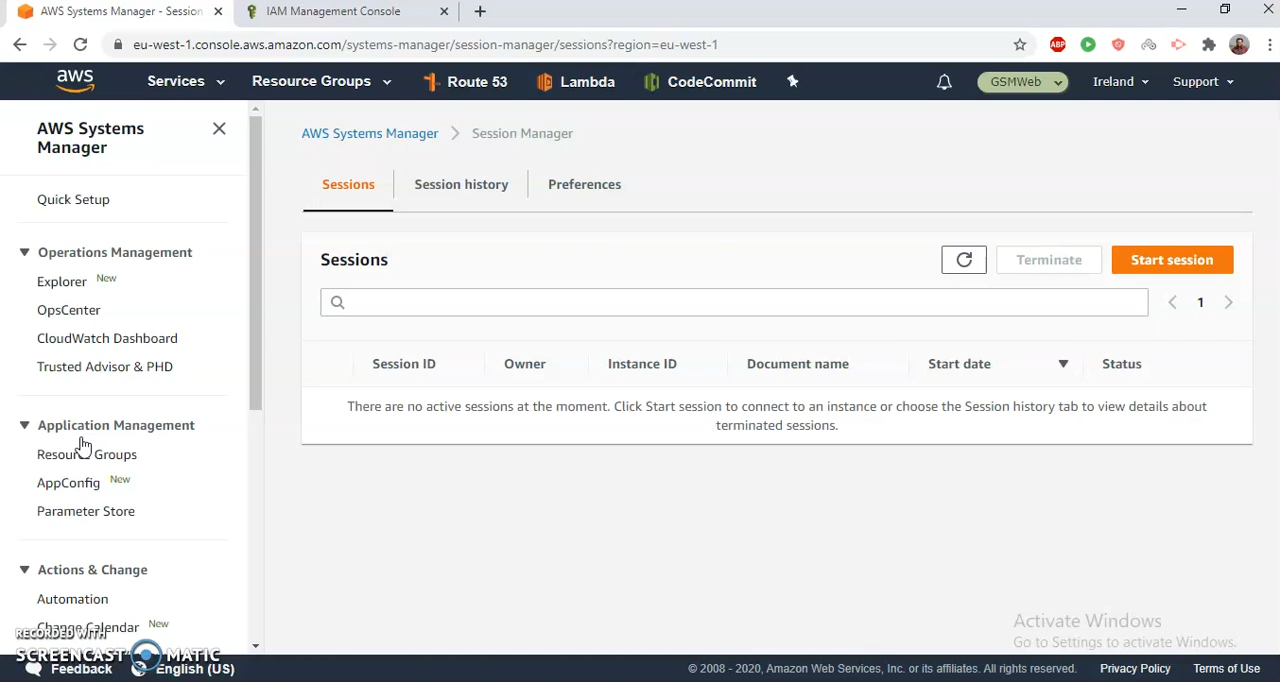 AWS Systems Manager - Session
IAM Management Console
eu-west-1.console.aws.amazon.com/systems-manager/session-manager/sessions?region=eu-west-1
ABP
aws
Services
Resource Groups
Route 53
Lambda
CodeCommit
GSMWeb
Ireland
Support
AWS Systems
Manager
Quick Setup
Operations Management
Explorer New
OpsCenter
CloudWatch Dashboard
Trusted Advisor & PHD
Application Management
Resource Groups
AppConfig New
Parameter Store
Actions & Change
Automation
Change Calendar New
AWS Systems Manager > Session Manager
Sessions
Session history
Preferences
Sessions
Terminate
Start session
1
Session ID
Owner
Instance ID
Document name
Start date
Status
There are no active sessions at the moment. Click Start session to connect to an instance or choose the Session history tab to view details about
terminated sessions.
Activate Windows
Go to Settings to activate Windows.
RECORDED WITH
SCREENCAST MATIC
Feedback
English (US)
© 2008 - 2020, Amazon Web Services, Inc. or its affiliates. All rights reserved.
Privacy Policy
Terms of Use